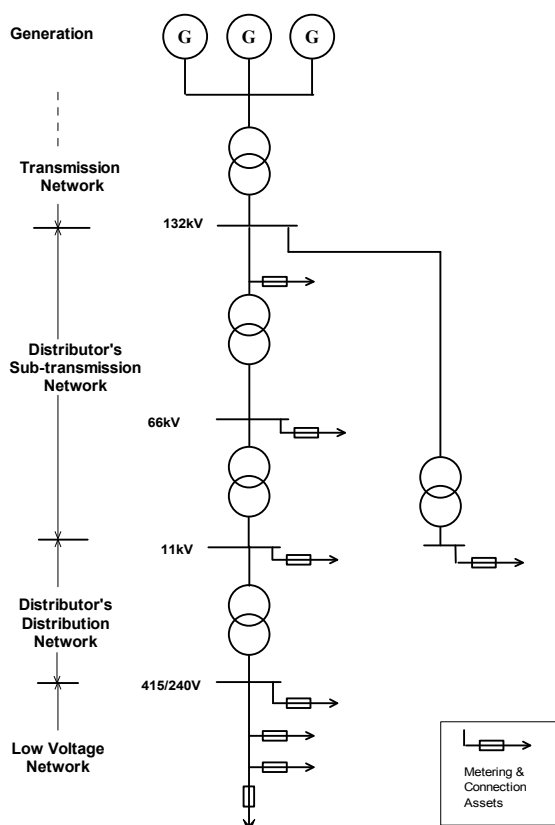 Generation
G G G
Transmission
Network
132kV
Distributor's
Sub-transmission
Network
66kV
11kV
Distributor's
Distribution
Network
415/240V
Low Voltage
Network
Metering &
Connection
Assets